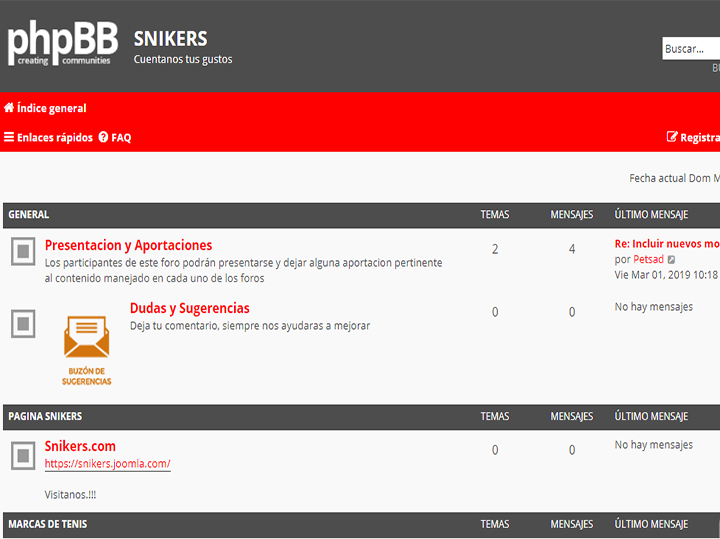 phpBB
creating communities
SNIKERS
Cuentanos tus gustos
Buscar...
Índice general
Enlaces rápidos FAQ
Fecha actual Dom
GENERAL TEMAS MENSAJES ÚLTIMO MENSAJE
Presentacion y Aportaciones 2 4 Re: Incluir nuevos
Los participantes de este foro podrán presentarse y dejar alguna aportacion pertinente por Petsad
al contenido manejado en cada uno de los foros Vie Mar 01, 2019 10:18
Dudas y Sugerencias 0 0 No hay mensajes
Deja tu comentario, siempre nos ayudaras a mejorar
BUZÓN DE
SUGERENCIAS
PAGINA SNIKERS TEMAS MENSAJES ÚLTIMO MENSAJE
Snikers.com 0 0 No hay mensajes
https://snikers.joomla.com/
Visitanos.!!!
MARCAS DE TENIS TEMAS MENSAJES ÚLTIMO MENSAJE